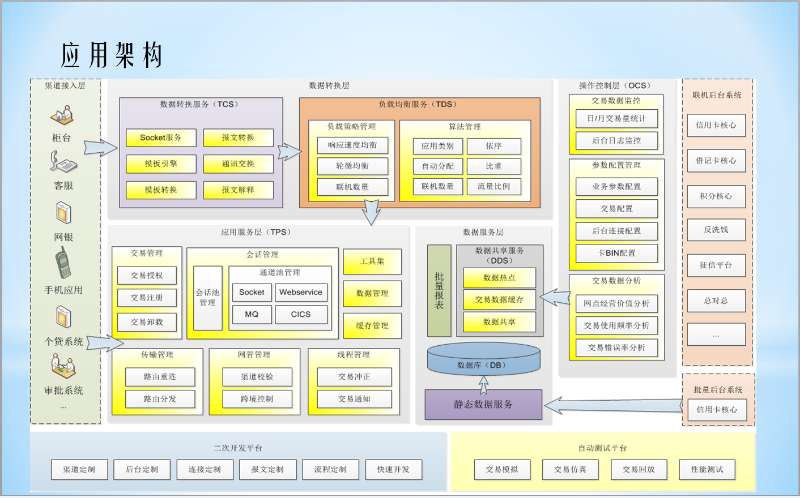 应用架构
渠道接入层
柜台
客服
网银
手机应用
个贷系统
审批系统
...
数据转换层
数据转换服务（TCS）
Socket服务
报文转换
模板引擎
通讯交换
模板转换
报文解释
负载均衡服务（TDS）
负载策略管理
响应速度均衡
轮循均衡
联机数量
算法管理
应用类别
依序
自动分配
比重
联机数量
流量比例
应用服务层（TPS）
交易管理
交易授权
交易注册
交易卸载
会话管理
会话池
管理
通道池管理
Socket
Webservice
MQ
CICS
工具集
数据管理
缓存管理
传输管理
路由重连
路由分发
网管管理
渠道校验
跨境控制
线程管理
交易冲正
交易通知
数据服务层
批量报表
数据共享服务
（DDS）
数据热点
交易数据缓存
数据共享
数据库（DB）
静态数据服务
操作控制层（OCS）
交易数据监控
日/月交易量统计
后台日志监控
参数配置管理
业务参数配置
交易配置
后台连接配置
卡BIN配置
交易数据分析
网点经营价值分析
交易使用频率分析
交易错误率分析
联机后台系统
信用卡核心
借记卡核心
积分核心
反洗钱
征信平台
总对总
...
批量后台系统
信用卡核心
二次开发平台
渠道定制
后台定制
连接定制
报文定制
流程定制
快速开发
自动测试平台
交易模拟
交易仿真
交易回放
性能测试